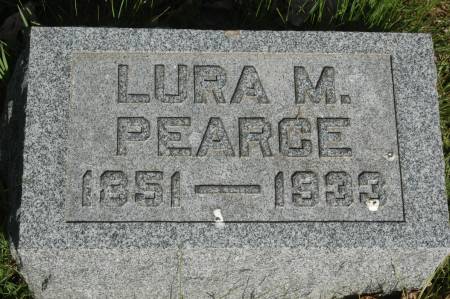 LURA M.
PEARCE
1851 — 1933